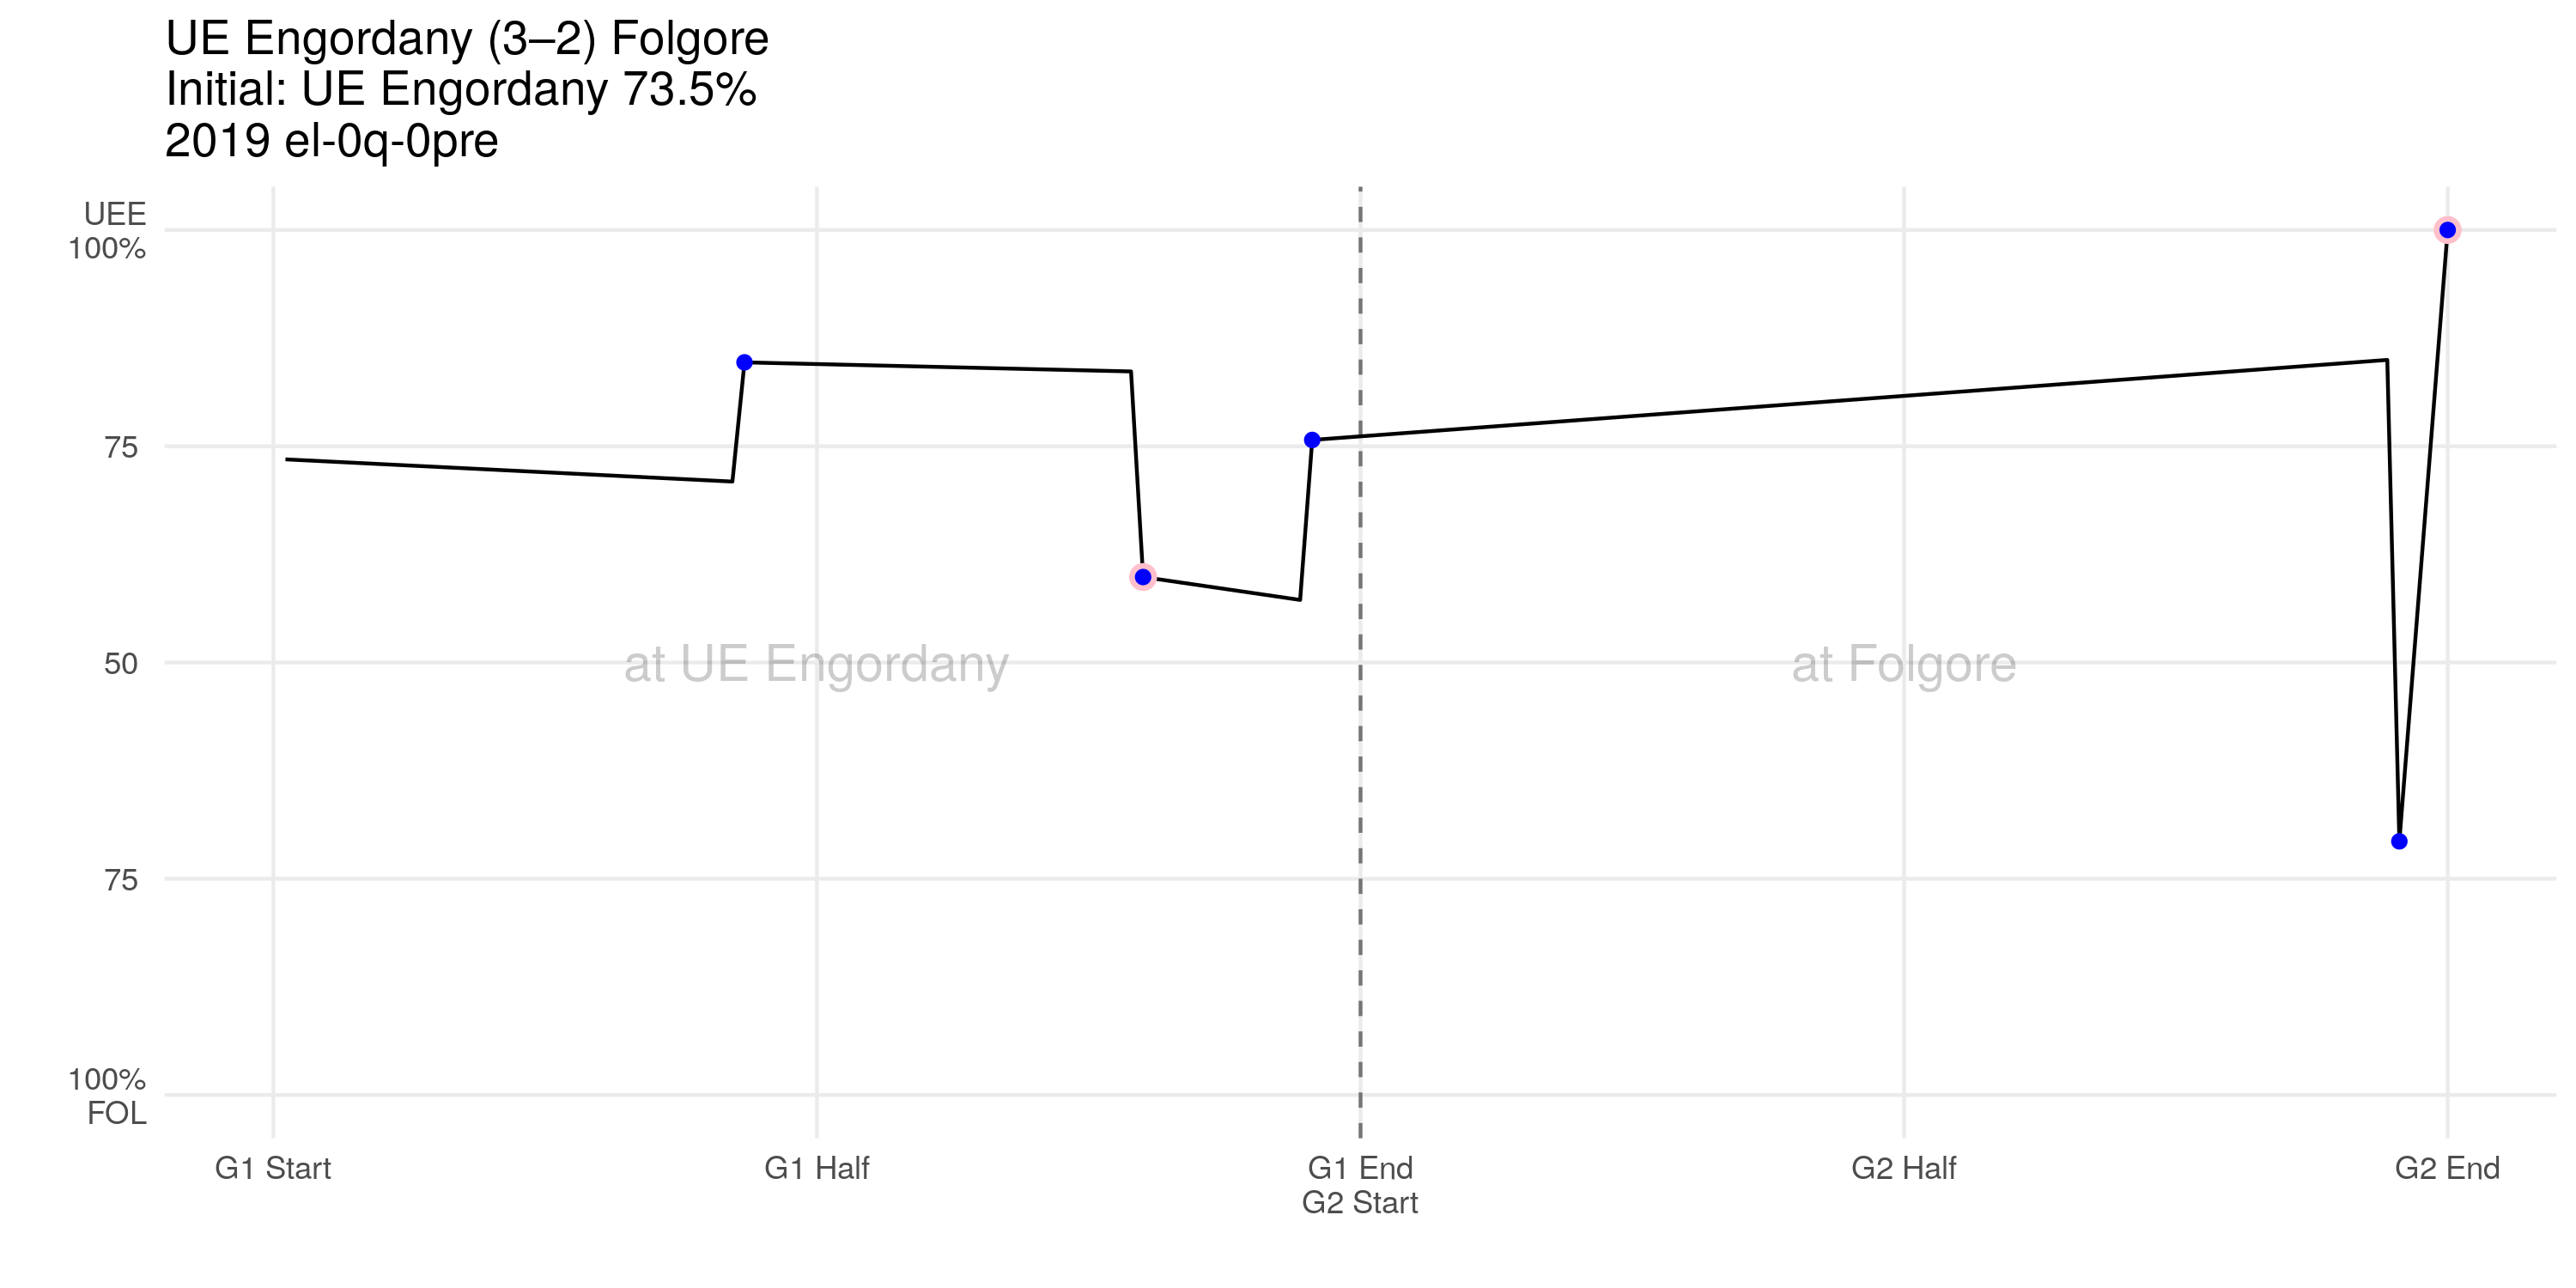 UE Engordany (3–2) Folgore
Initial: UE Engordany 73.5%
2019 el-0q-0pre
UEE
100%
75
50
75
100%
FOL
at UE Engordany
at Folgore
G1 Start
G1 Half
G1 End
G2 Start
G2 Half
G2 End